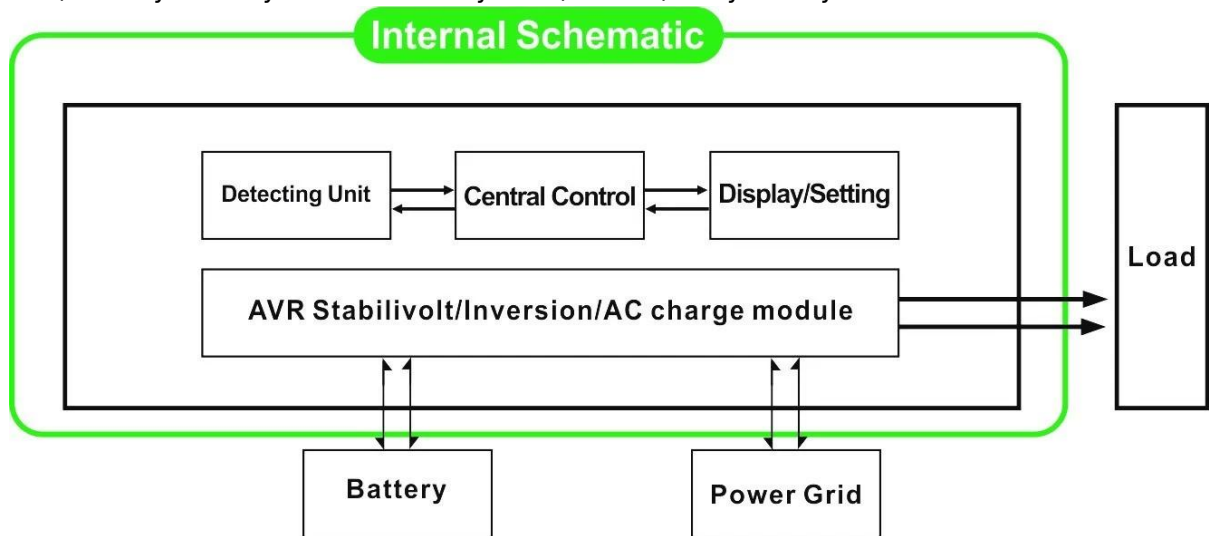 Internal Schematic
Detecting Unit
Central Control
Display/Setting
Load
AVR Stabilivolt/Inversion/AC charge module
Battery
Power Grid